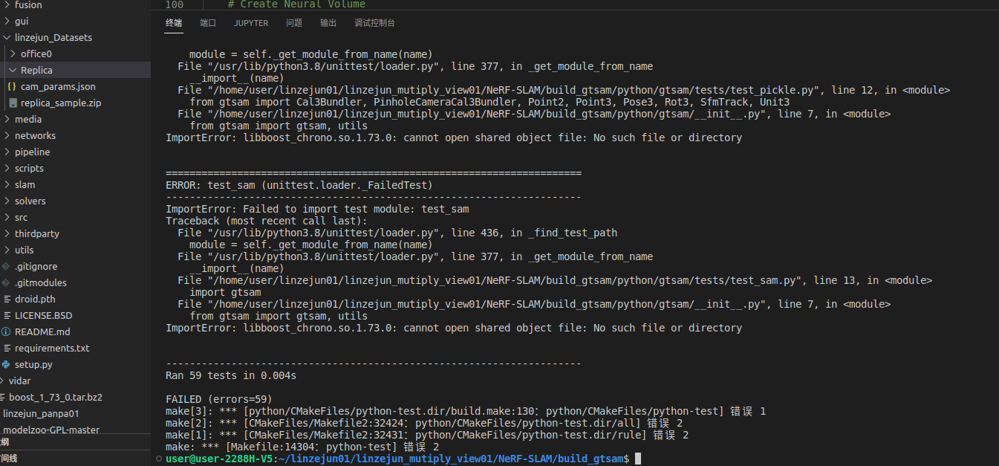 fusion
gui
linzejun_Datasets
office0
Replica
{} cam_params.json
replica_sample.zip
media
networks
pipeline
scripts
slam
solvers
src
thirdparty
utils
.gitignore
.gitmodules
droid.pth
LICENSE.BSD
README.md
requirements.txt
setup.py
vidar
boost_1_73_0.tar.bz2
linzejun_panpa01
modelzoo-GPL-master
纲
间线
100 # Create Neural Volume
终端 端口 JUPYTER 问题 输出 调试控制台
module = self._get_module_from_name(name)
File "/usr/lib/python3.8/unittest/loader.py", line 377, in _get_module_from_name
__import__(name)
File "/home/user/linzejun01/linzejun_mutiply_view01/NeRF-SLAM/build_gtsam/python/gtsam/tests/test_pickle.py", line 12, in <module>
from gtsam import Cal3Bundler, PinholeCameraCal3Bundler, Point2, Point3, Pose3, Rot3, SfmTrack, Unit3
File "/home/user/linzejun01/linzejun_mutiply_view01/NeRF-SLAM/build_gtsam/python/gtsam/__init__.py", line 7, in <module>
from gtsam import gtsam, utils
ImportError: libboost_chrono.so.1.73.0: cannot open shared object file: No such file or directory
======================================================================
ERROR: test_sam (unittest.loader._FailedTest)
----------------------------------------------------------------------
ImportError: Failed to import test module: test_sam
Traceback (most recent call last):
File "/usr/lib/python3.8/unittest/loader.py", line 436, in _find_test_path
module = self._get_module_from_name(name)
File "/usr/lib/python3.8/unittest/loader.py", line 377, in _get_module_from_name
__import__(name)
File "/home/user/linzejun01/linzejun_mutiply_view01/NeRF-SLAM/build_gtsam/python/gtsam/tests/test_sam.py", line 13, in <module>
import gtsam
File "/home/user/linzejun01/linzejun_mutiply_view01/NeRF-SLAM/build_gtsam/python/gtsam/__init__.py", line 7, in <module>
from gtsam import gtsam, utils
ImportError: libboost_chrono.so.1.73.0: cannot open shared object file: No such file or directory
----------------------------------------------------------------------
Ran 59 tests in 0.004s
FAILED (errors=59)
make[3]: *** [python/CMakeFiles/python-test.dir/build.make:130：python/CMakeFiles/python-test] 错误 1
make[2]: *** [CMakeFiles/Makefile2:32424：python/CMakeFiles/python-test.dir/all] 错误 2
make[1]: *** [CMakeFiles/Makefile2:32431：python/CMakeFiles/python-test.dir/rule] 错误 2
make: *** [Makefile:14304：python-test] 错误 2
user@user-2288H-V5:~/linzejun01/linzejun_mutiply_view01/NeRF-SLAM/build_gtsam$